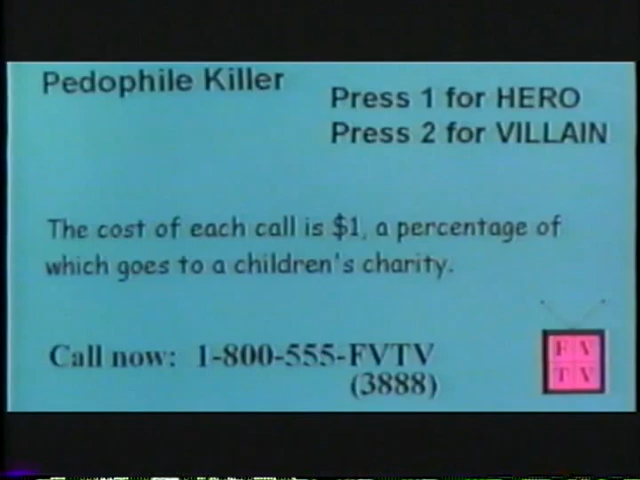 Pedophile Killer
Press 1 for HERO
Press 2 for VILLAIN
The cost of each call is $1, a percentage of
which goes to a children's charity.
Call now: 1-800-555-FVTV
(3888)
F V
T V